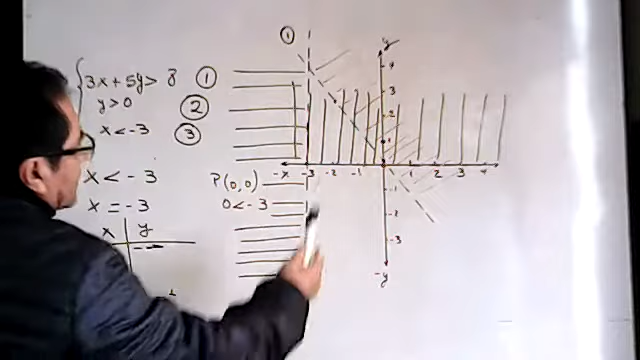 3x + 5y > 8 ①
y > 0 ②
x < -3 ③
x < -3
x = -3
x y
P(0,0)
0 < -3
①
y
4
3
2
1
-x -3 -2 -1 1 2 3 4
-1
-2
-3
-y